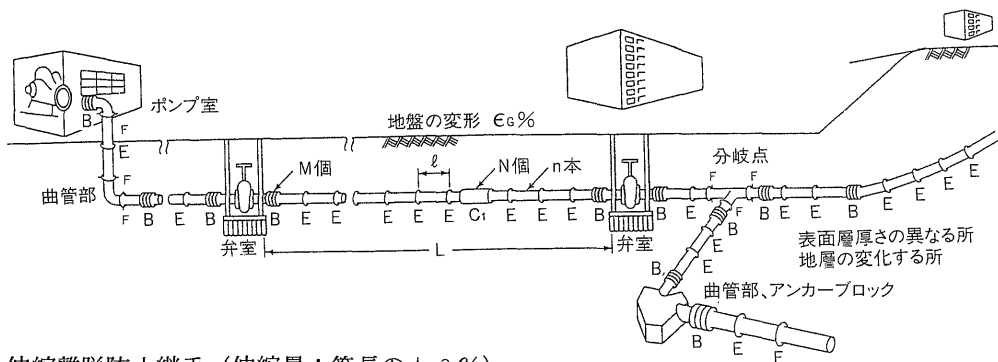 ポンプ室
B
F
E
地盤の変形 ϵG%
曲管部
F
F B E B
弁室
M個
B E E
ℓ
N個
n本
E E C1 E E E B
L
弁室
分岐点
B E F F B E E B E E E
F
B
E
E
B
表面層厚さの異なる所
地層の変化する所
曲管部、アンカーブロック
B E F